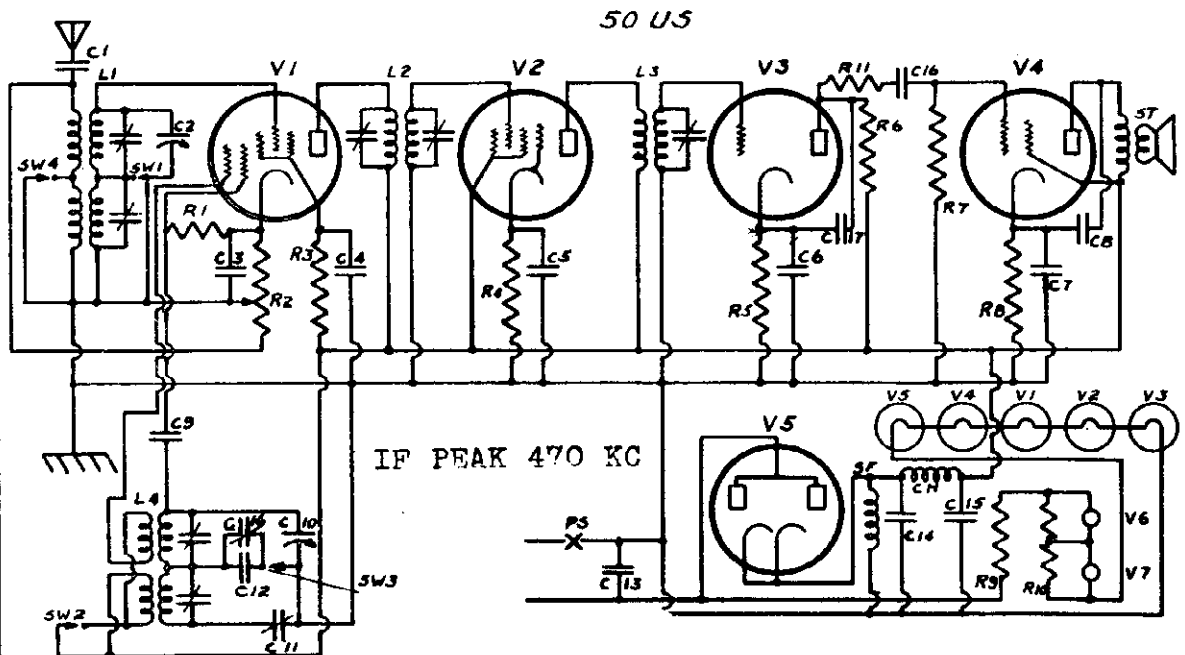 50 US
C1
L1
V1
L2
V2
L3
V3
R11
C16
V4
ST
C2
SW4
SW1
R6
R7
R1
C3
R3
C4
R2
R4
C5
C17
C6
R5
C8
C7
R8
C9
IF PEAK 470 KC
V5
V5
V4
V1
V2
V3
L4
C10
C12
SW3
SW2
C11
PS
C13
SF
CH
C14
C15
R9
R10
V6
V7